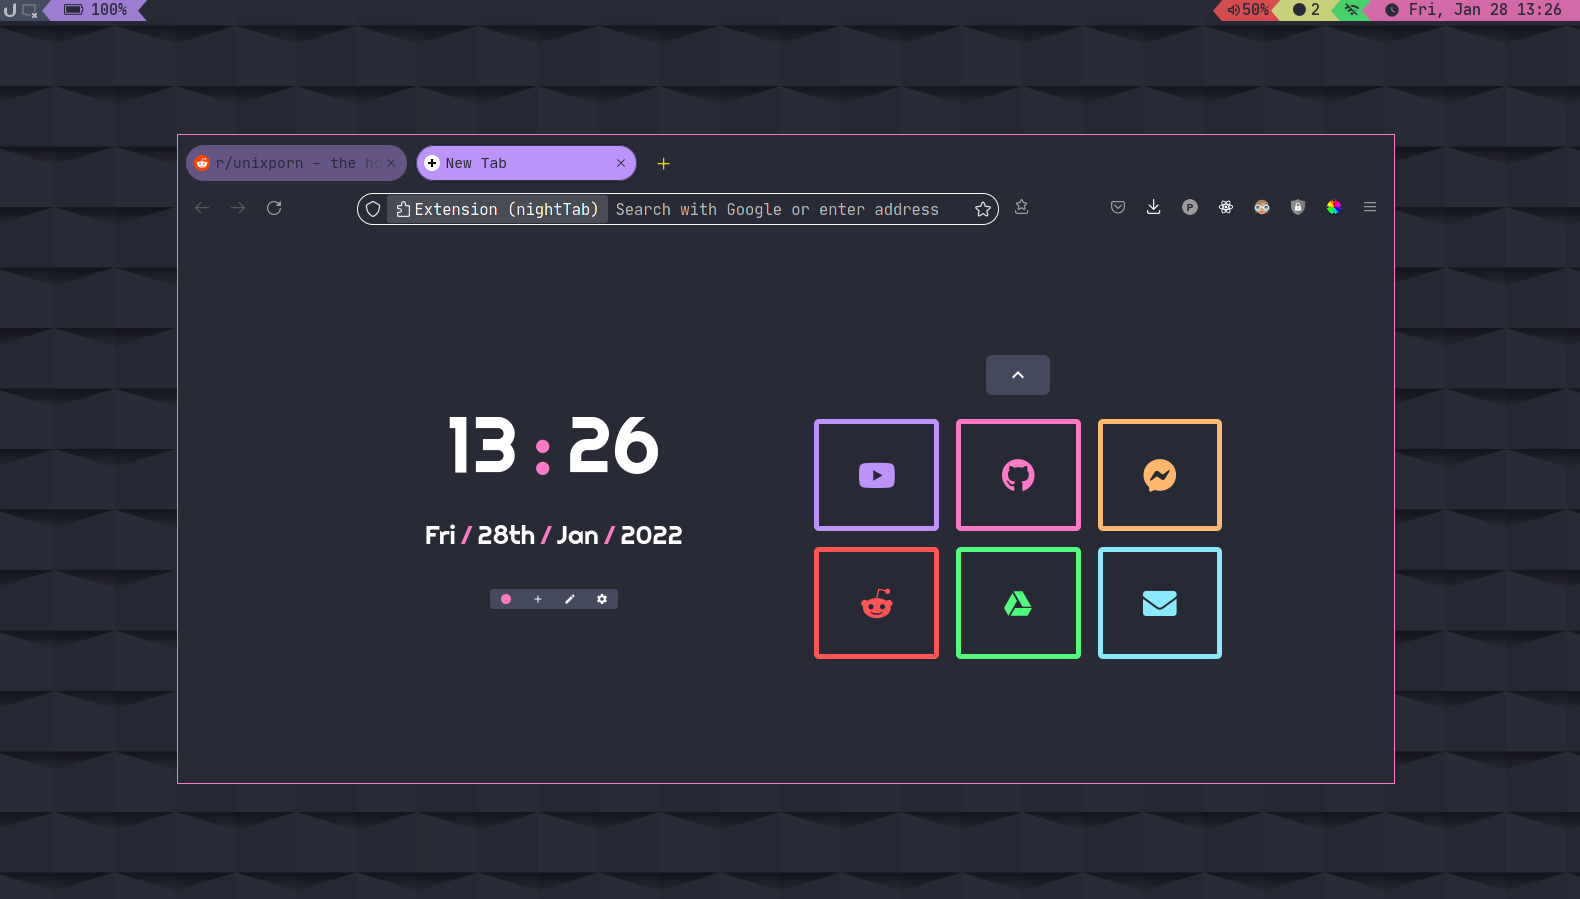 100%
50%
2
Fri, Jan 28 13:26
r/unixporn - the ho
New Tab
Extension (nightTab)
Search with Google or enter address
P
13:26
Fri / 28th / Jan / 2022